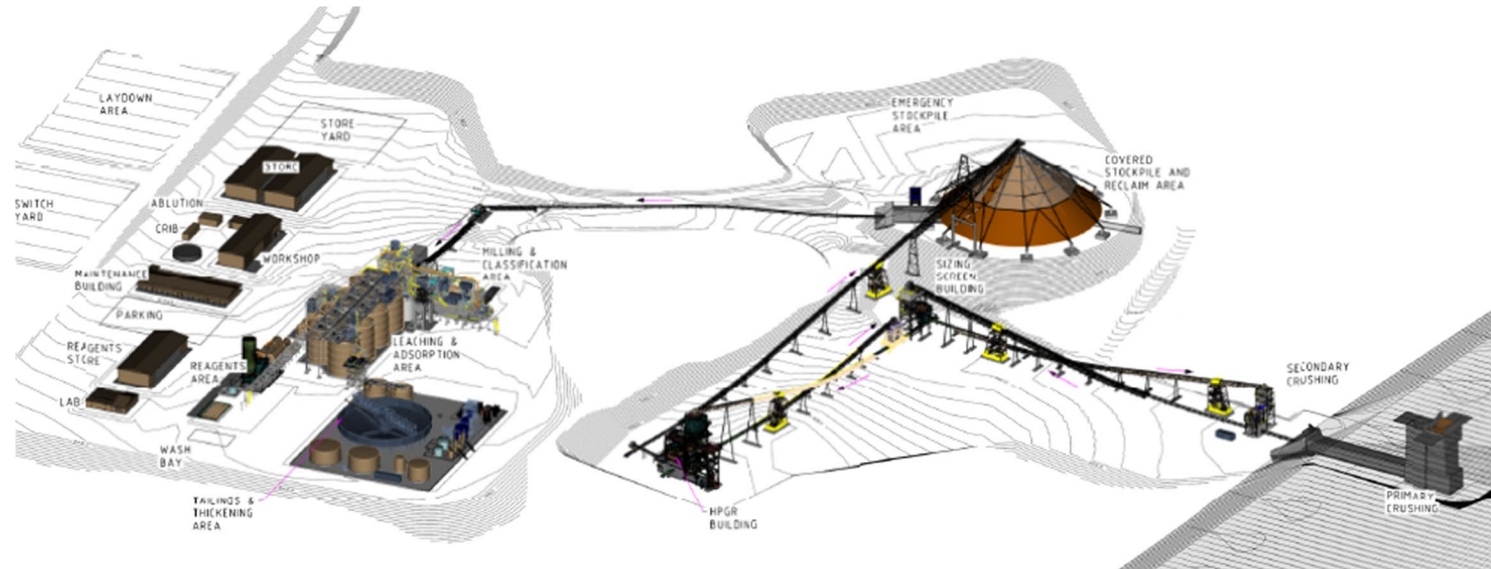 LAYDOWN
AREA
STORE
YARD
STORE
SWITCH
YARD
ABLUTION
CRIB
WORKSHOP
MAINTENANCE
BUILDING
PARKING
REAGENTS
STORE
LAB
REAGENTS
AREA
WASH
BAY
TAILINGS &
THICKENING
AREA
MILLING &
CLASSIFICATION
AREA
LEACHING &
ADSORPTION
AREA
EMERGENCY
STOCKPILE
AREA
COVERED
STOCKPILE AND
RECLAIM AREA
SIZING
SCREEN
BUILDING
HPGR
BUILDING
SECONDARY
CRUSHING
PRIMARY
CRUSHING